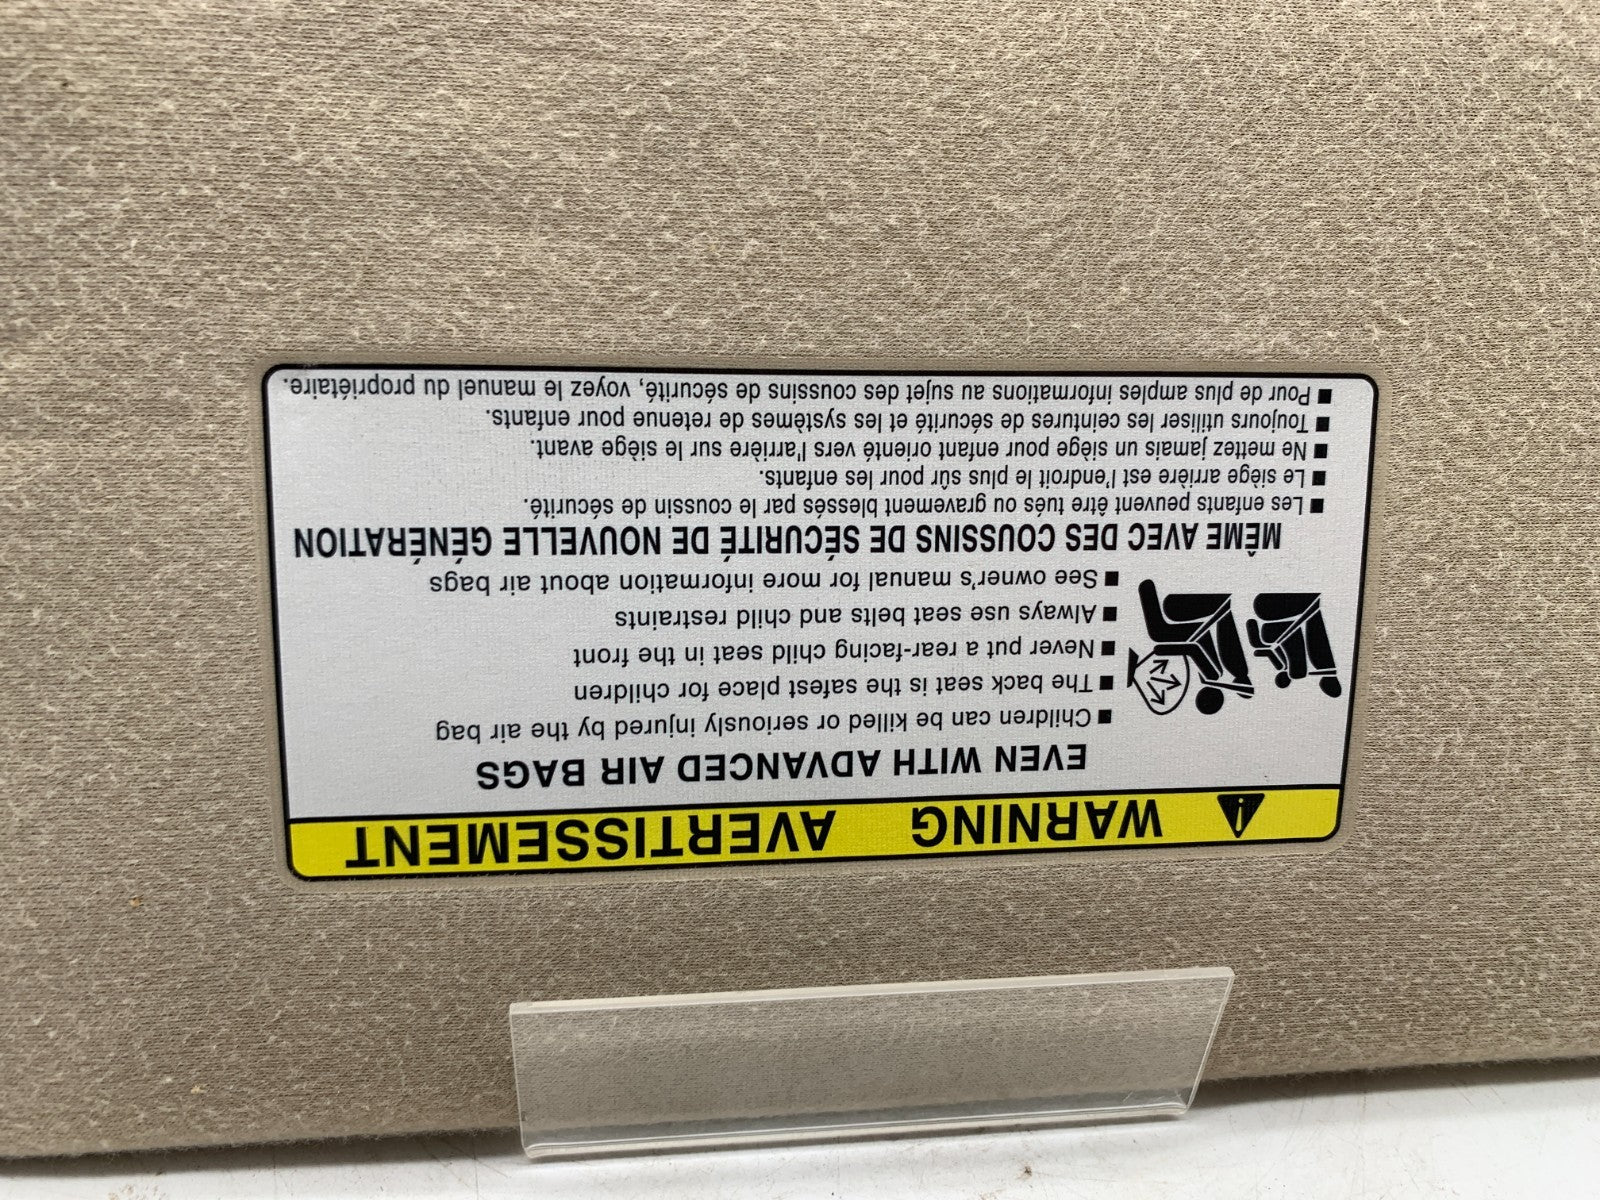 WARNING AVERTISSEMENT
EVEN WITH ADVANCED AIR BAGS
■ Children can be killed or seriously injured by the air bag
■ The back seat is the safest place for children
■ Never put a rear-facing child seat in the front
■ Always use seat belts and child restraints
■ See owner's manual for more information about air bags
MÊME AVEC DES COUSSINS DE SÉCURITÉ DE NOUVELLE GÉNÉRATION
■ Les enfants peuvent être tués ou gravement blessés par le coussin de sécurité.
■ Le siège arrière est l'endroit le plus sûr pour les enfants.
■ Ne mettez jamais un siège pour enfant orienté vers l'arrière sur le siège avant.
■ Toujours utiliser les ceintures de sécurité et les systèmes de retenue pour enfants.
■ Pour de plus amples informations au sujet des coussins de sécurité, voyez le manuel du propriétaire.